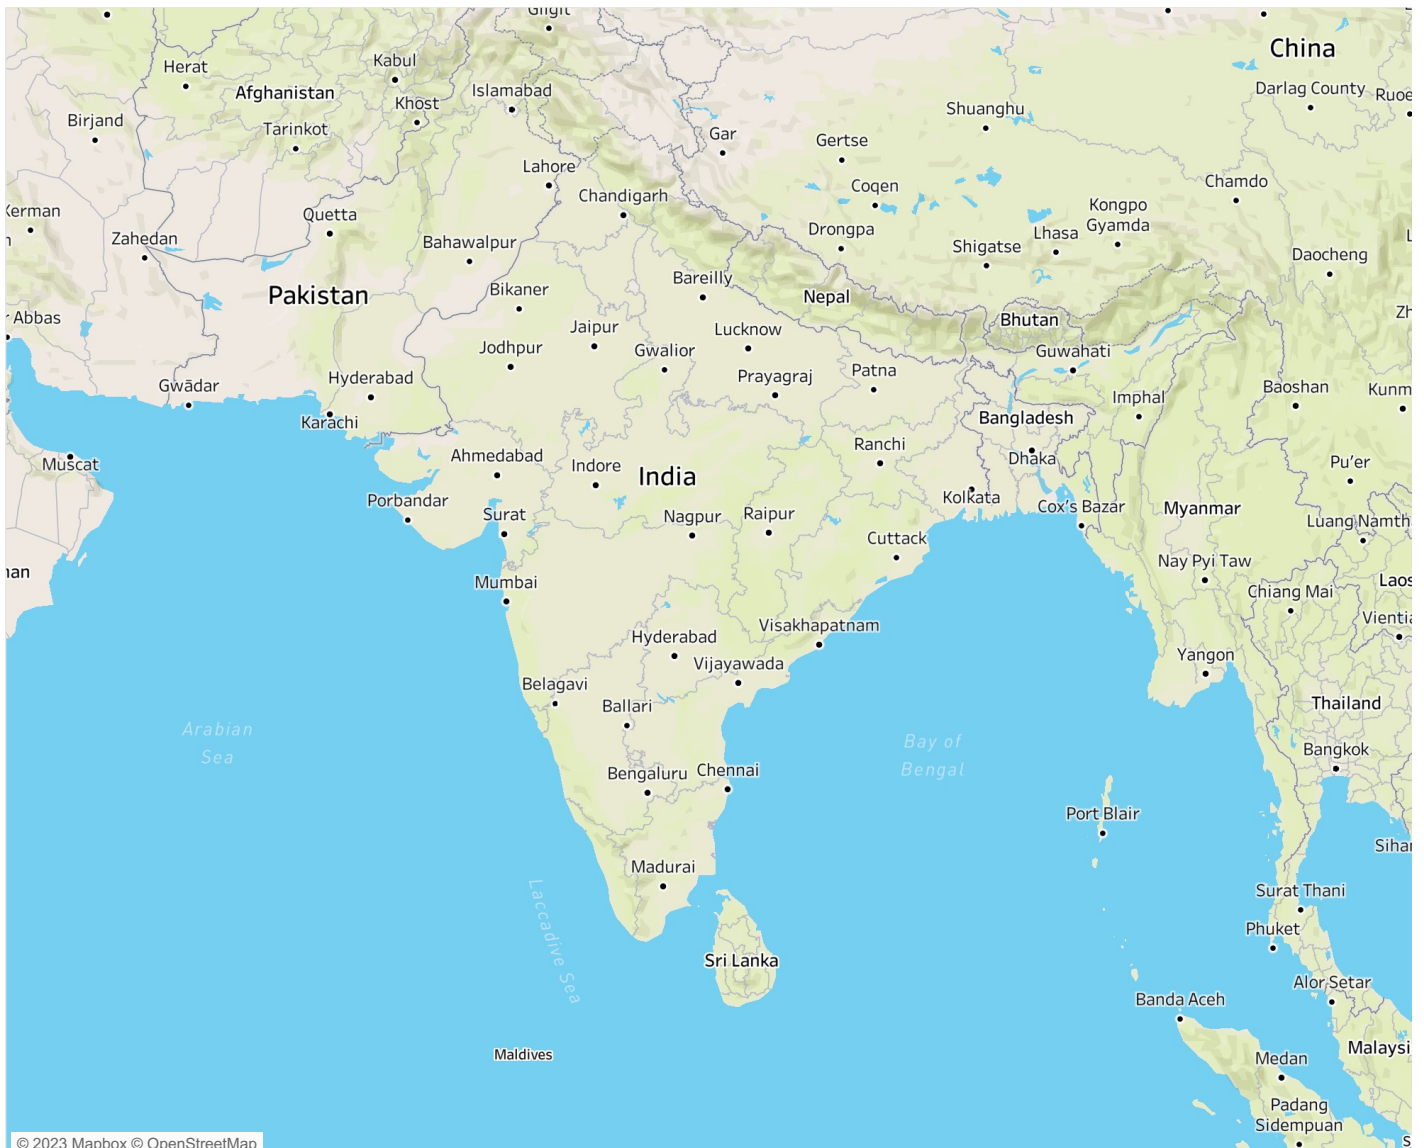 Gilgit
China
Kabul
Herat
Darlag County
Afghanistan
Islamabad
Khost
Shuanghu
Birjand
Tarinkot
Gar
Gertse
Lahore
Chamdo
Coqen
Chandigarh
Kerman
Quetta
Kongpo
Gyamda
Drongpa
Lhasa
Zahedan
Bahawalpur
Shigatse
Daocheng
Bareilly
Bikaner
Pakistan
Nepal
r Abbas
Bhutan
Jaipur
Lucknow
Jodhpur
Gwalior
Guwahati
Patna
Prayagraj
Hyderabad
Gwādar
Baoshan
Kunm
Imphal
Karachi
Bangladesh
Ranchi
Ahmedabad
Dhaka
Muscat
Indore
India
Pu'er
Porbandar
Kolkata
Surat
Nagpur
Raipur
Cox's Bazar
Myanmar
Luang Namth
Cuttack
Nay Pyi Taw
Mumbai
Laos
Chiang Mai
Vientia
Visakhapatnam
Hyderabad
Vijayawada
Yangon
Belagavi
Ballari
Thailand
Arabian
Sea
Bay of
Bengal
Bangkok
Bengaluru
Chennai
Port Blair
Sihan
Madurai
Surat Thani
Laccadive Sea
Phuket
Sri Lanka
Alor Setar
Banda Aceh
Maldives
Malaysi
Medan
Padang
Sidempuan
© 2023 Mapbox © OpenStreetMap